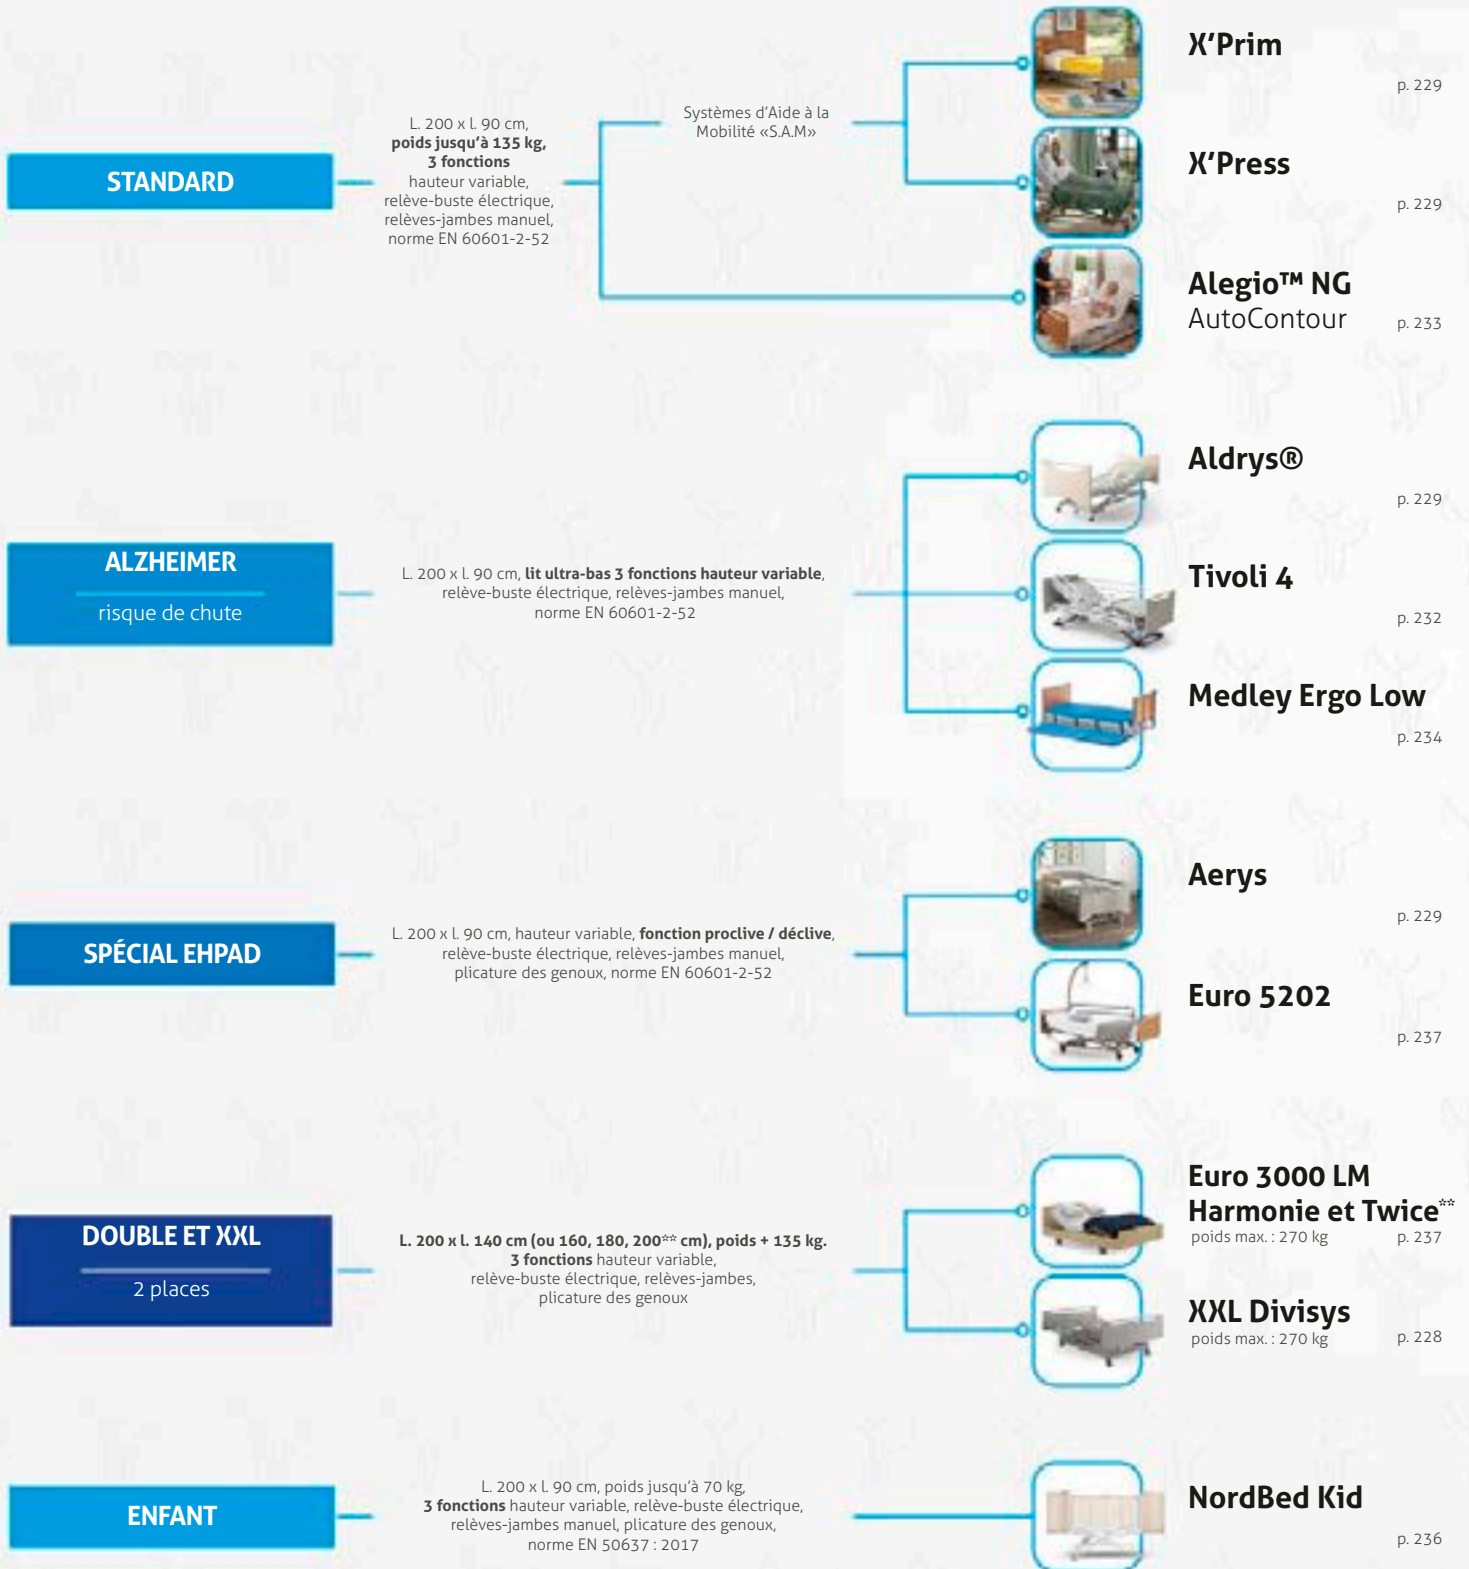 STANDARD
L. 200 x l. 90 cm,
poids jusqu'à 135 kg,
3 fonctions
hauteur variable,
relève-buste électrique,
relèves-jambes manuel,
norme EN 60601-2-52
Systèmes d'Aide à la
Mobilité «S.A.M»
X'Prim
p. 229
X'Press
p. 229
Alegio™ NG
AutoContour p. 233
ALZHEIMER
risque de chute
L. 200 x l. 90 cm, lit ultra-bas 3 fonctions hauteur variable,
relève-buste électrique, relèves-jambes manuel,
norme EN 60601-2-52
Aldrys®
p. 229
Tivoli 4
p. 232
Medley Ergo Low
p. 234
SPÉCIAL EHPAD
L. 200 x l. 90 cm, hauteur variable, fonction proclive / déclive,
relève-buste électrique, relèves-jambes manuel,
plicature des genoux, norme EN 60601-2-52
Aerys
p. 229
Euro 5202
p. 237
DOUBLE ET XXL
2 places
L. 200 x l. 140 cm (ou 160, 180, 200** cm), poids + 135 kg.
3 fonctions hauteur variable,
relève-buste électrique, relèves-jambes,
plicature des genoux
Euro 3000 LM
Harmonie et Twice**
poids max. : 270 kg p. 237
XXL Divisys
poids max. : 270 kg p. 228
ENFANT
L. 200 x l. 90 cm, poids jusqu'à 70 kg,
3 fonctions hauteur variable, relève-buste électrique,
relèves-jambes manuel, plicature des genoux,
norme EN 50637 : 2017
NordBed Kid
p. 236